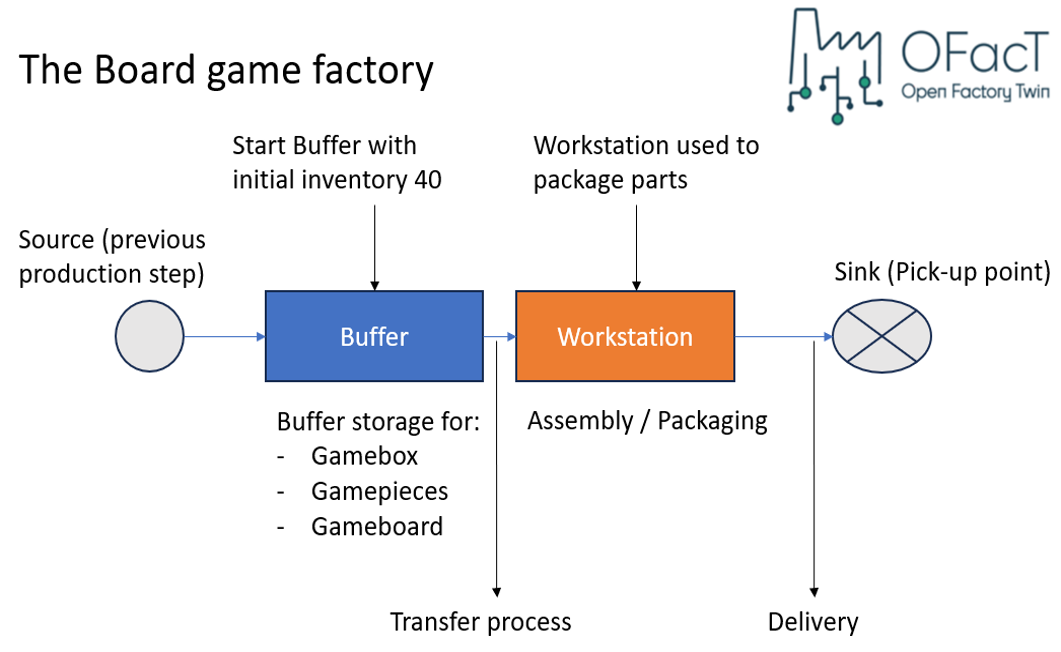 The Board game factory
OFacT
Open Factory Twin
Start Buffer with
initial inventory 40
Workstation used to
package parts
Source (previous
production step)
Sink (Pick-up point)
Buffer
Workstation
Buffer storage for:
- Gamebox
- Gamepieces
- Gameboard
Assembly / Packaging
Transfer process
Delivery